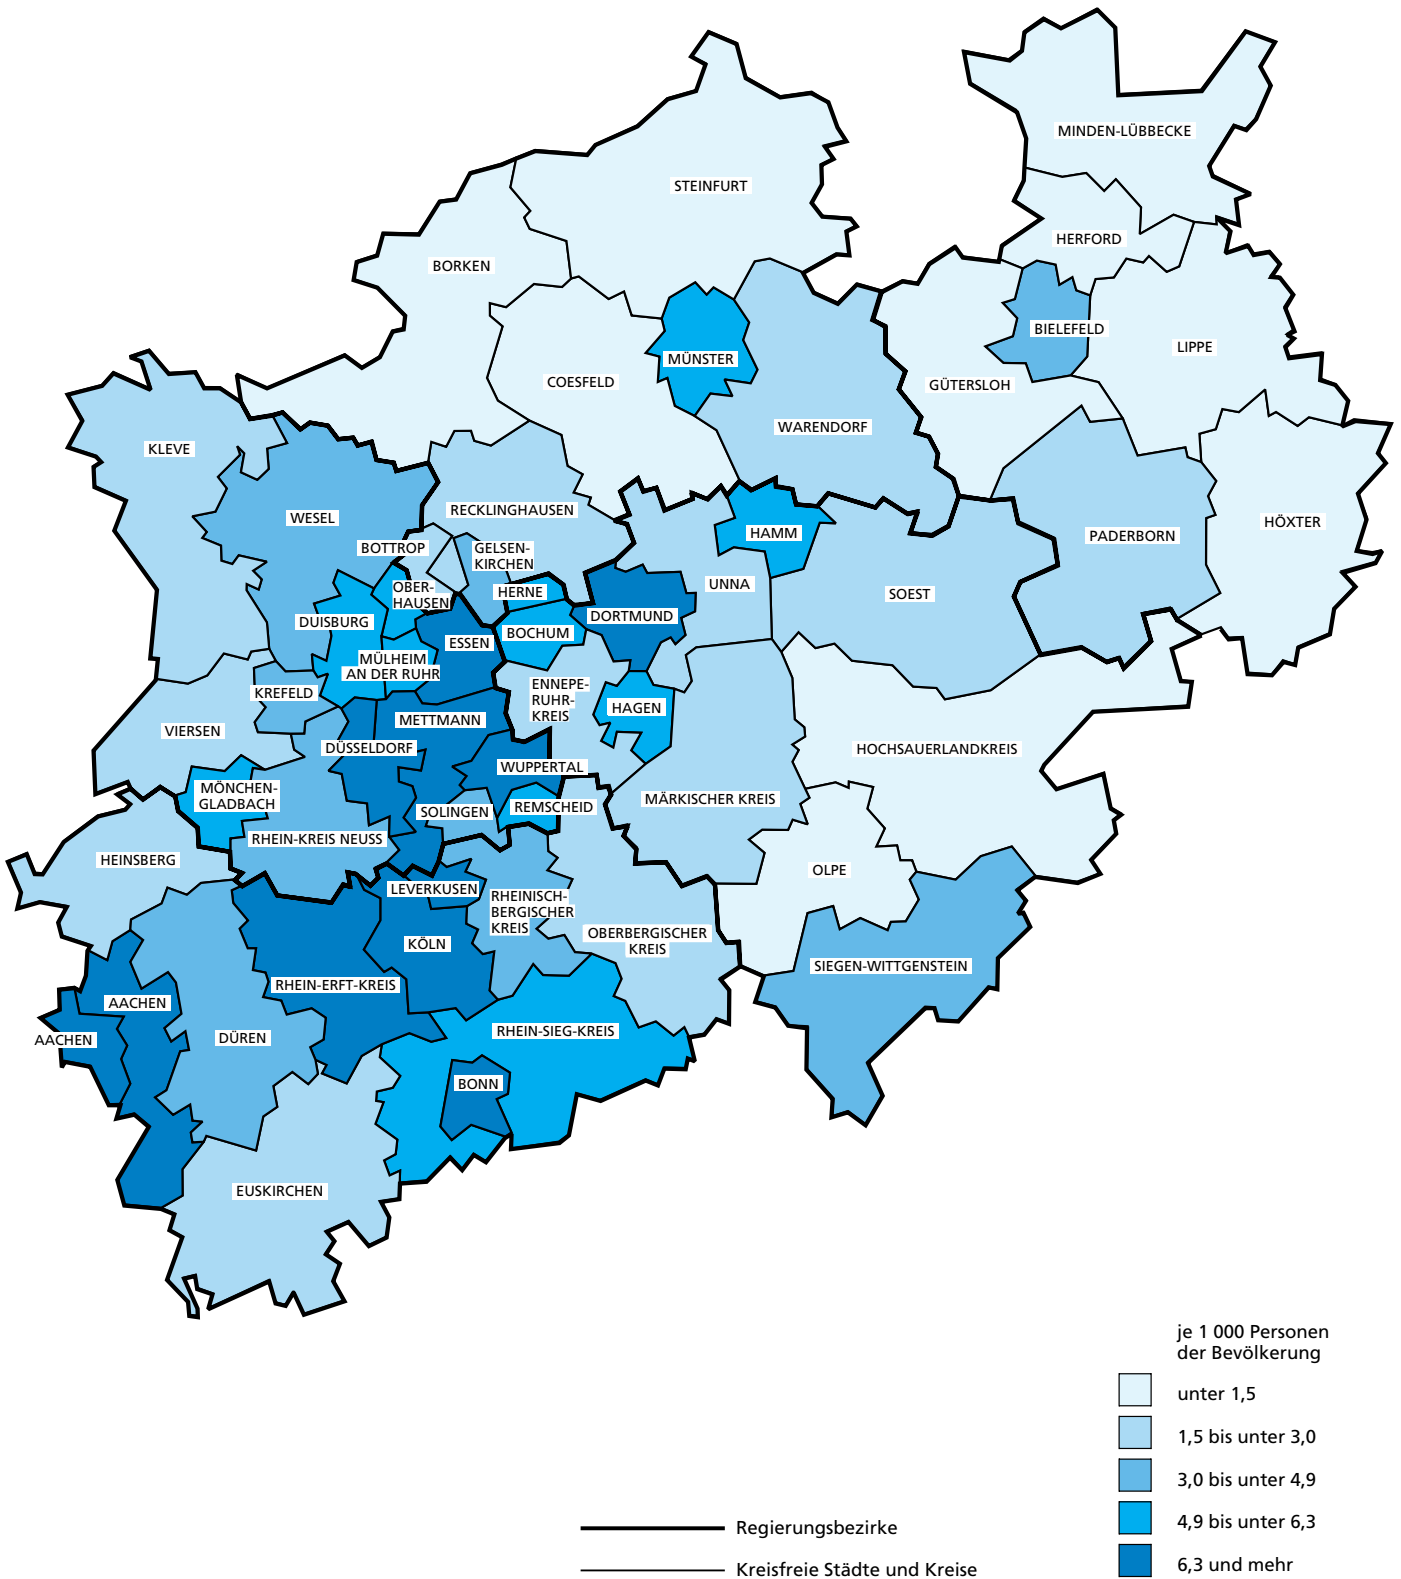 MINDEN-LÜBBECKE
STEINFURT
HERFORD
BORKEN
BIELEFELD
LIPPE
MÜNSTER
COESFELD
GÜTERSLOH
WARENDORF
KLEVE
RECKLINGHAUSEN
WESEL
HÖXTER
HAMM
PADERBORN
BOTTROP
GELSEN-
KIRCHEN
UNNA
OBER-
HAUSEN
HERNE
SOEST
DUISBURG
DORTMUND
BOCHUM
ESSEN
MÜLHEIM
AN DER RUHR
KREFELD
ENNEPE-
RUHR-
KREIS
HAGEN
METTMANN
VIERSEN
DÜSSELDORF
HOCHSAUERLANDKREIS
WUPPERTAL
MÖNCHEN-
GLADBACH
MÄRKISCHER KREIS
SOLINGEN
REMSCHEID
RHEIN-KREIS NEUSS
HEINSBERG
OLPE
LEVERKUSEN
RHEINISCH-
BERGISCHER
KREIS
OBERBERGISCHER
KREIS
KÖLN
SIEGEN-WITTGENSTEIN
RHEIN-ERFT-KREIS
AACHEN
RHEIN-SIEG-KREIS
AACHEN
DÜREN
BONN
EUSKIRCHEN
je 1 000 Personen
der Bevölkerung
unter 1,5
1,5 bis unter 3,0
3,0 bis unter 4,9
4,9 bis unter 6,3
6,3 und mehr
Regierungsbezirke
Kreisfreie Städte und Kreise